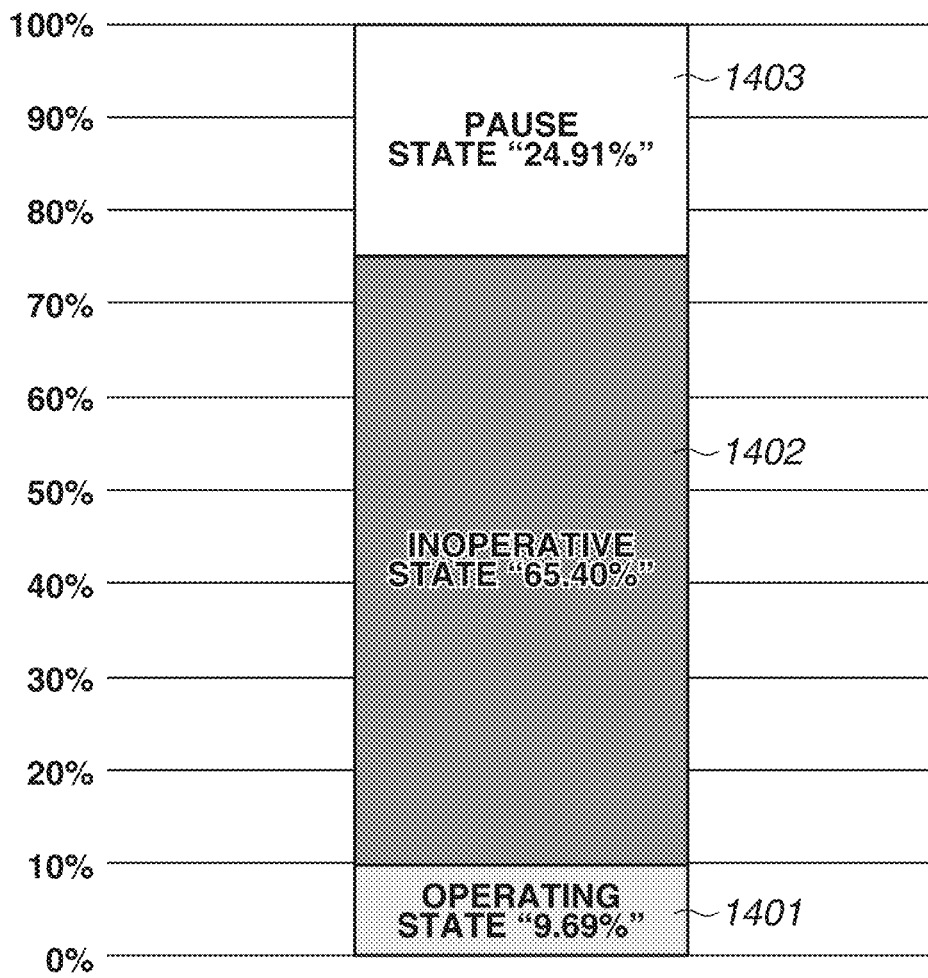 100%
1403
90%
PAUSE
STATE “24.91%”
80%
70%
60%
1402
50%
INOPERATIVE
STATE “65.40%”
40%
30%
20%
10%
OPERATING
STATE “9.69%”
1401
0%